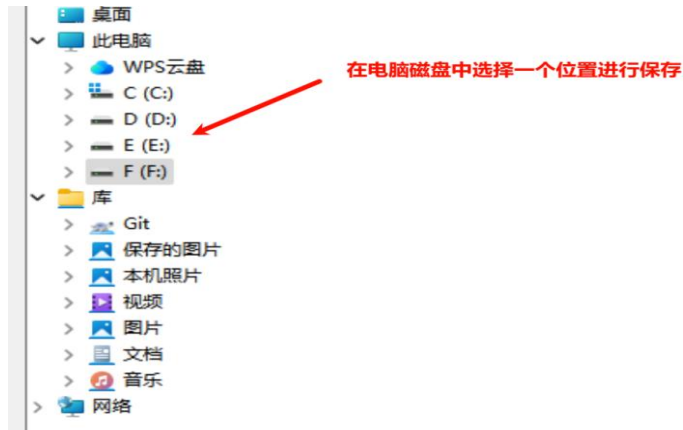 桌面
此电脑
WPS云盘
在电脑磁盘中选择一个位置进行保存
C (C:)
D (D:)
E (E:)
F (F:)
库
Git
保存的图片
本机照片
视频
图片
文档
音乐
网络